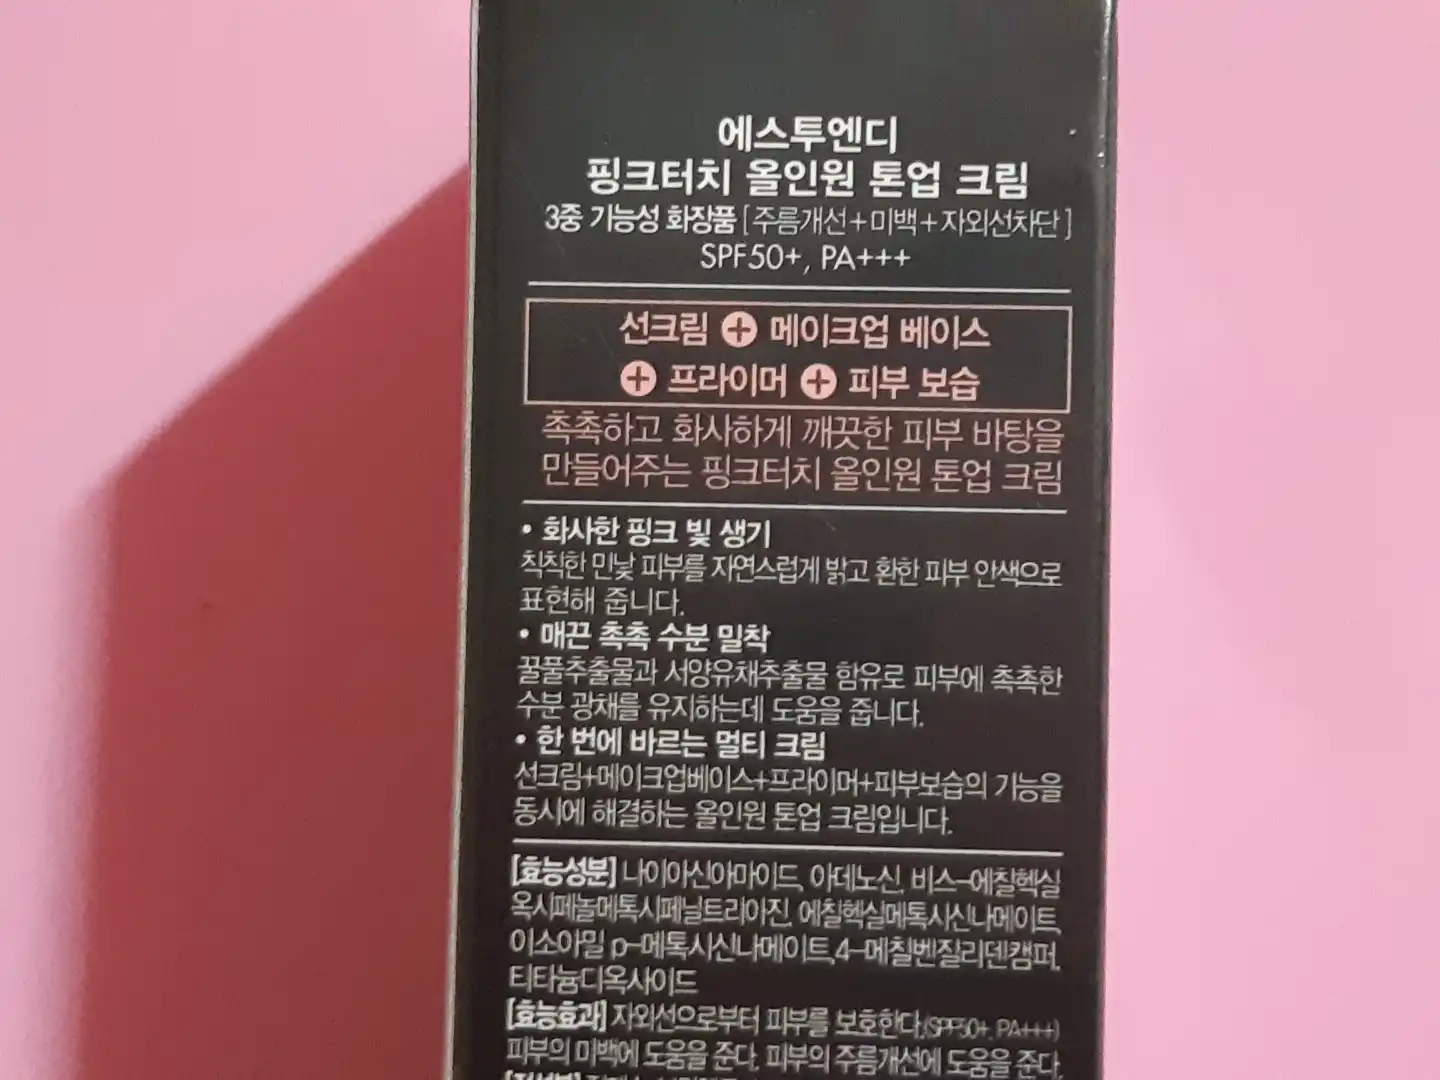 에스투엔디
핑크터치 올인원 톤업 크림
3중 기능성 화장품 [주름개선+미백+자외선차단]
SPF50+, PA+++
선크림 + 메이크업 베이스
+ 프라이머 + 피부 보습
촉촉하고 화사하게 깨끗한 피부 바탕을
만들어주는 핑크터치 올인원 톤업 크림
• 화사한 핑크 빛 생기
칙칙한 민낯 피부를 자연스럽게 밝고 환한 피부 안색으로
표현해 줍니다.
• 매끈 촉촉 수분 밀착
꿀풀추출물과 서양유채추출물 함유로 피부에 촉촉한
수분 광채를 유지하는데 도움을 줍니다.
• 한 번에 바르는 멀티 크림
선크림+메이크업베이스+프라이머+피부보습의 기능을
동시에 해결하는 올인원 톤업 크림입니다.
[효능성분] 나이아신아마이드, 아데노신, 비스-에칠헥실
옥시페놀메톡시페닐트리아진, 에칠헥실메톡시신나메이트,
이소아밀 p-메톡시신나메이트,4-메칠벤질리덴캠퍼,
티타늄디옥사이드
[효능효과] 자외선으로부터 피부를 보호한다.(SPF50+, PA+++)
피부의 미백에 도움을 준다. 피부의 주름개선에 도움을 준다.